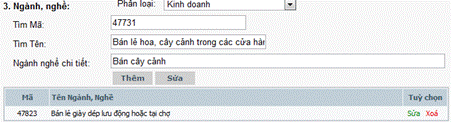 3. Ngành, nghề: Phân loại: Kinh doanh
Tìm Mã: 47731
Tìm Tên: Bán lẻ hoa, cây cảnh trong các cửa hàn
Ngành nghề chi tiết: Bán cây cảnh
Thêm Sửa
Mã Tên Ngành, Nghề Tuỳ chọn
47823 Bán lẻ giày dép lưu động hoặc tại chợ Sửa Xoá